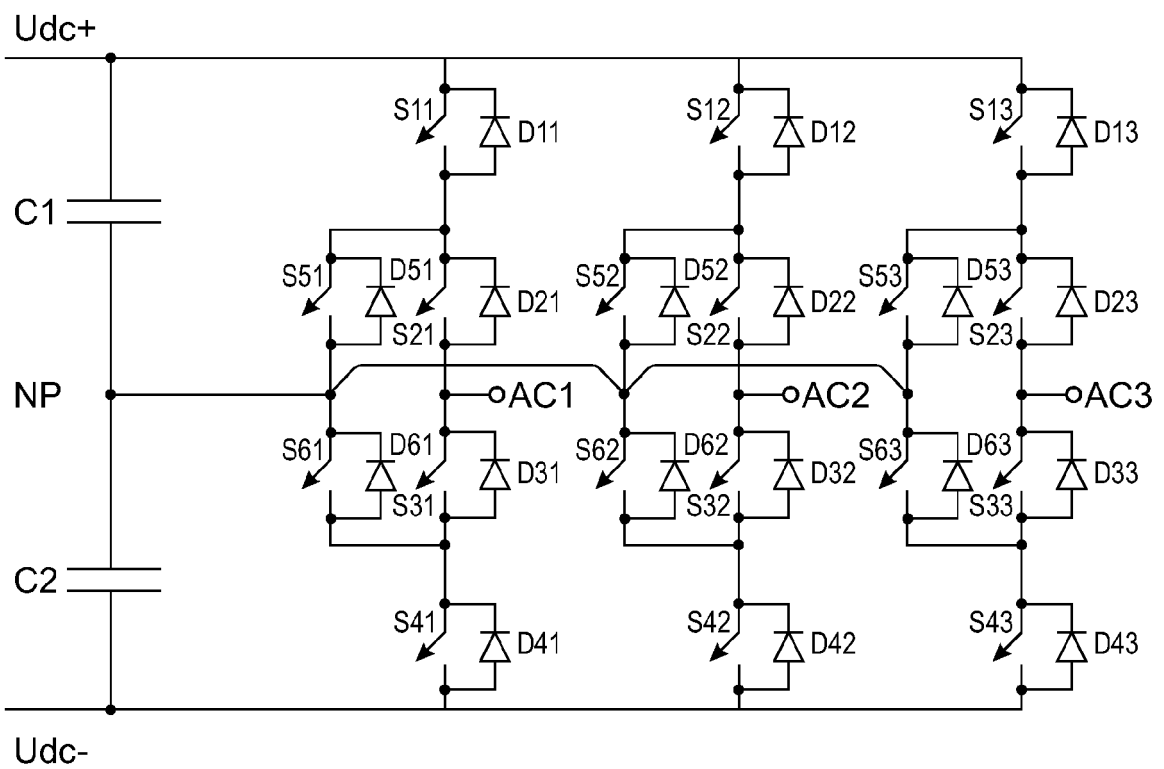 Udc+
S11
D11
S12
D12
S13
D13
C1
S51
D51
S21
D21
S52
D52
S22
D22
S53
D53
S23
D23
NP
AC1
AC2
AC3
S61
D61
S31
D31
S62
D62
S32
D32
S63
D63
S33
D33
C2
S41
D41
S42
D42
S43
D43
Udc-